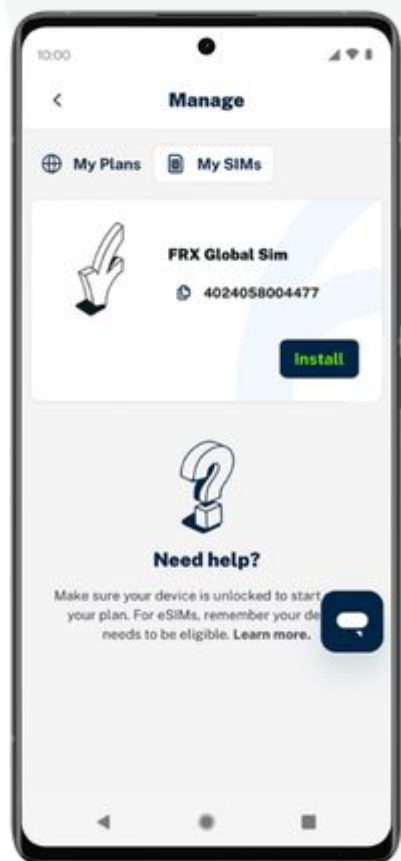 10:00
Manage
My Plans My SIMs
FRX Global Sim
4024058004477
Install
Need help?
Make sure your device is unlocked to start
your plan. For eSIMs, remember your de
needs to be eligible. Learn more.